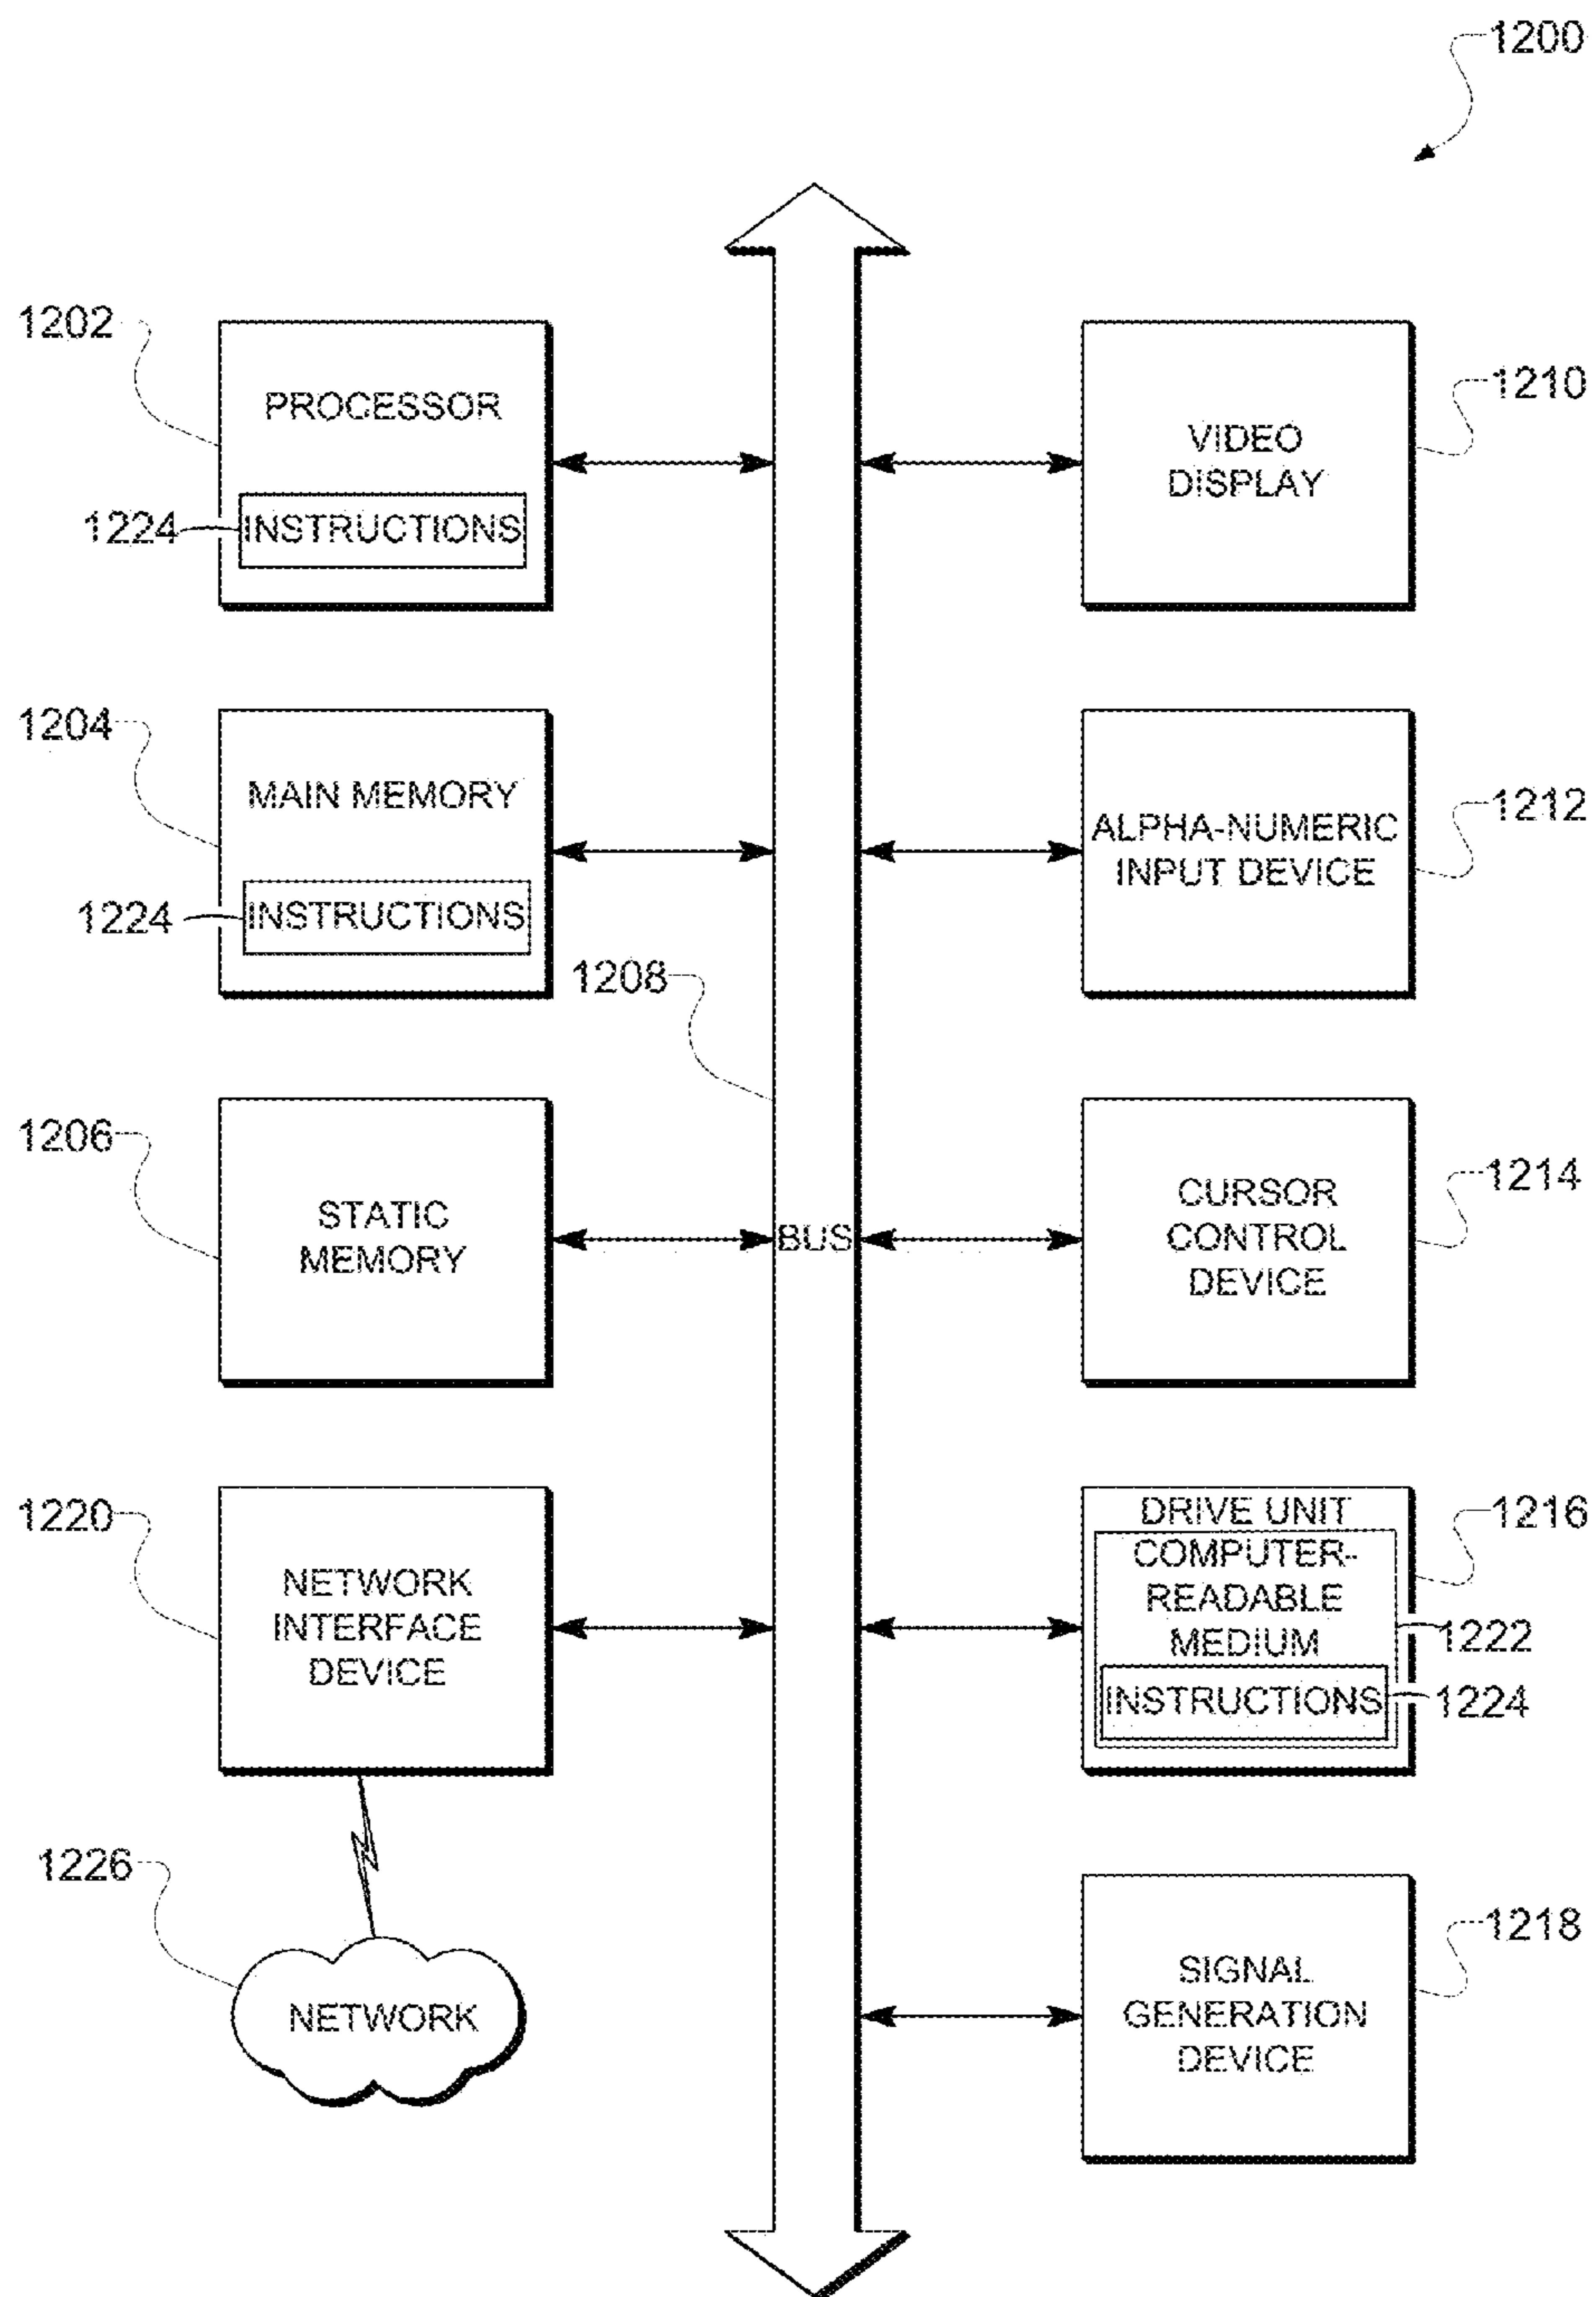 1200
1202
PROCESSOR
1224
INSTRUCTIONS
1210
VIDEO
DISPLAY
1204
MAIN MEMORY
1224
INSTRUCTIONS
1212
ALPHA-NUMERIC
INPUT DEVICE
1208
1206
STATIC
MEMORY
BUS
1214
CURSOR
CONTROL
DEVICE
1220
NETWORK
INTERFACE
DEVICE
1216
DRIVE UNIT
COMPUTER-
READABLE
MEDIUM
1222
INSTRUCTIONS
1224
1226
NETWORK
1218
SIGNAL
GENERATION
DEVICE